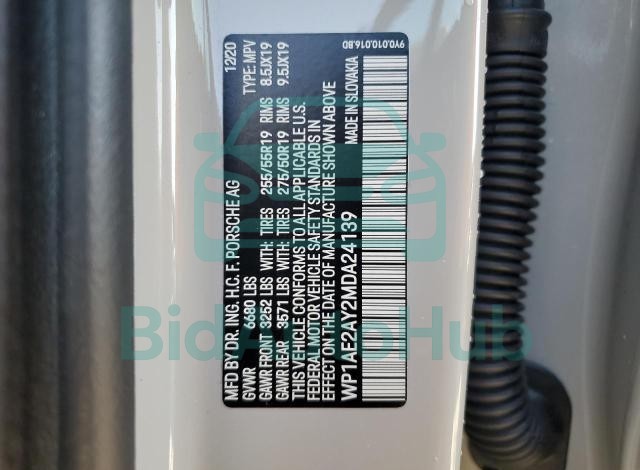 MFD BY DR. ING. H.C. F. PORSCHE AG 12/20
GVWR 6680 LBS TYPE: MPV
GAWR FRONT 3252 LBS WITH: TIRES 255/55R19 RIMS 8.5JX19
GAWR REAR 3571 LBS WITH: TIRES 275/50R19 RIMS 9.5JX19
THIS VEHICLE CONFORMS TO ALL APPLICABLE U.S.
FEDERAL MOTOR VEHICLE SAFETY STANDARDS IN
EFFECT ON THE DATE OF MANUFACTURE SHOWN ABOVE
WP1AE2AY2MDA24139 MADE IN SLOVAKIA
9Y0.010.016.BD
BidAutoHub